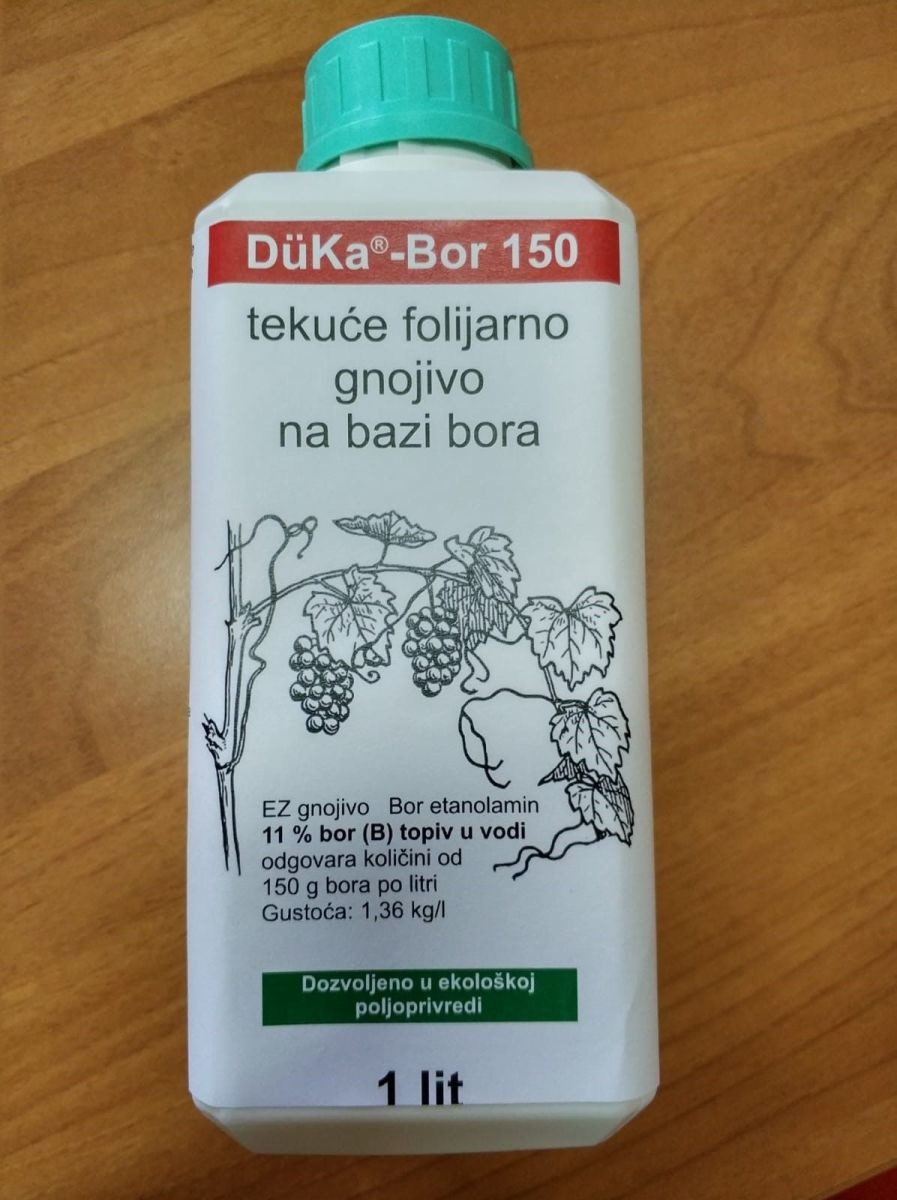 DüKa®-Bor 150
tekuće folijarno
gnojivo
na bazi bora
EZ gnojivo Bor etanolamin
11 % bor (B) topiv u vodi
odgovara količini od
150 g bora po litri
Gustoća: 1,36 kg/l
Dozvoljeno u ekološkoj
poljoprivredi
1 lit